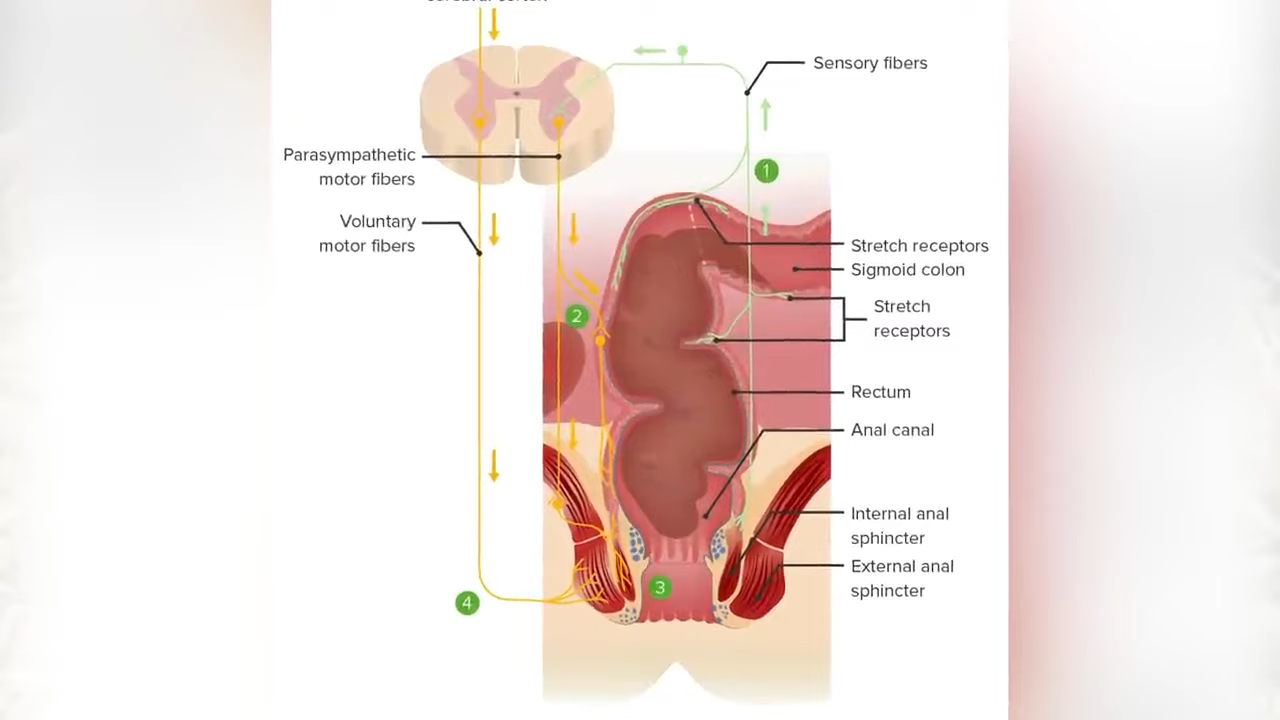 Sensory fibers
1
Parasympathetic
motor fibers
Voluntary
motor fibers
Stretch receptors
Sigmoid colon
Stretch
receptors
2
Rectum
Anal canal
Internal anal
sphincter
External anal
sphincter
3
4